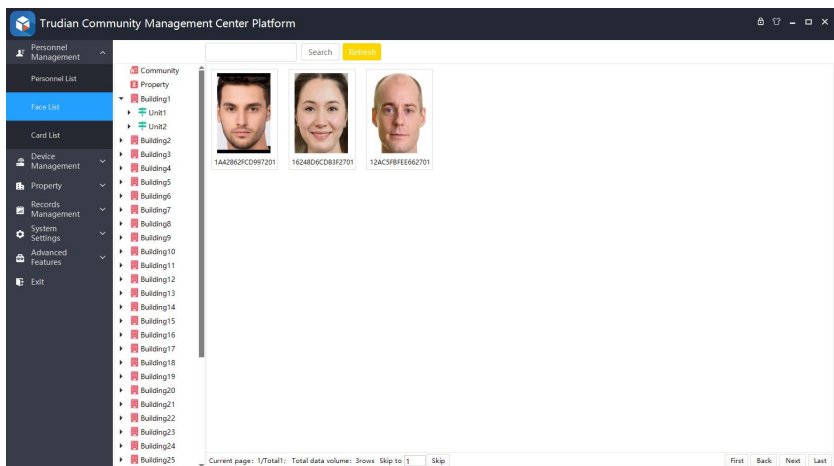 Trudian Community Management Center Platform
Personnel
Management
Personnel List
Face List
Card List
Device
Management
Property
Records
Management
System
Settings
Advanced
Features
Exit
Community
Property
Building1
Unit1
Unit2
Building2
Building3
Building4
Building5
Building6
Building7
Building8
Building9
Building10
Building11
Building12
Building13
Building14
Building15
Building16
Building17
Building18
Building19
Building20
Building21
Building22
Building23
Building24
Building25
Search Refresh
1A42862FCD997201 16248D6CD83F2701 12AC5FBFEE662701
Current page: 1/Total1; Total data volume: 3rows Skip to 1 Skip First Back Next Last